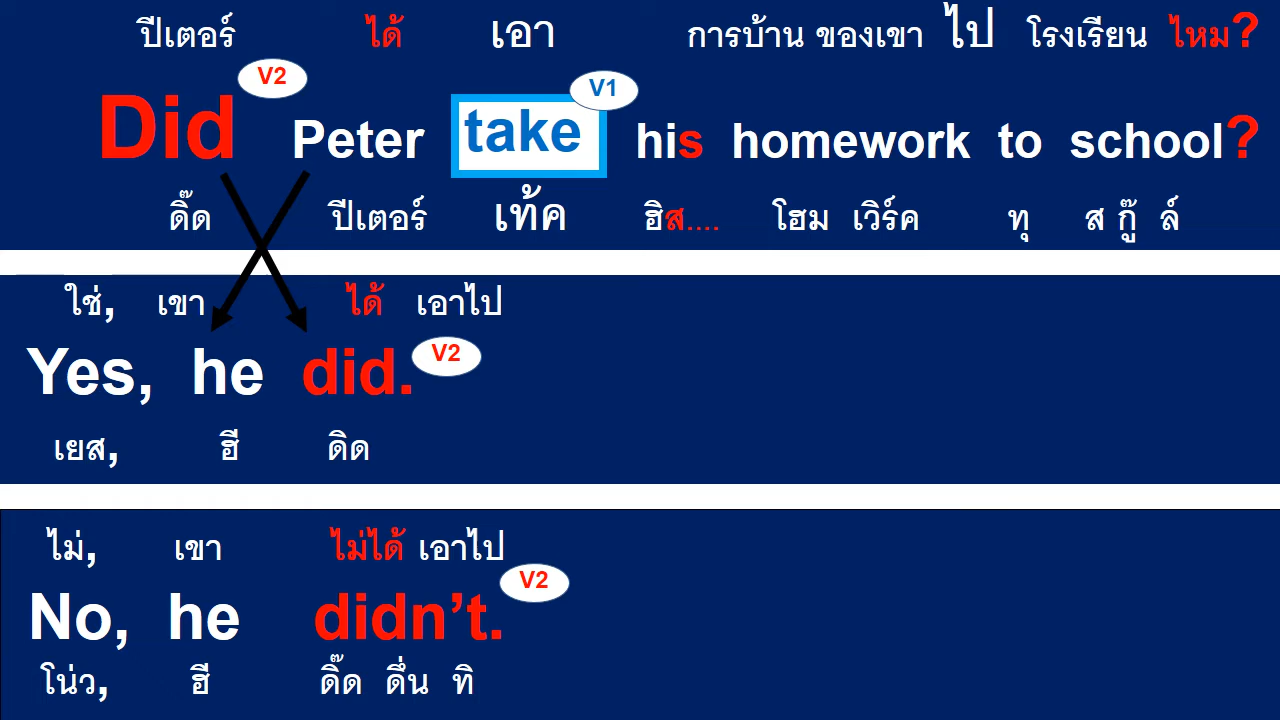 ปีเตอร์ ได้ เอา การบ้าน ของเขา ไป โรงเรียน ไหม?
Did V2 Peter take V1 his homework to school?
ดิ๊ด ปีเตอร์ เท้ค ฮิส.... โฮม เวิร์ค ทุ ส กู๊ ล์
ใช่, เขา ได้ เอาไป
Yes, he did. V2
เยส, ฮี ดิด
ไม่, เขา ไม่ได้ เอาไป
No, he didn’t. V2
โน่ว, ฮี ดิ๊ด ดึ่น ทิ